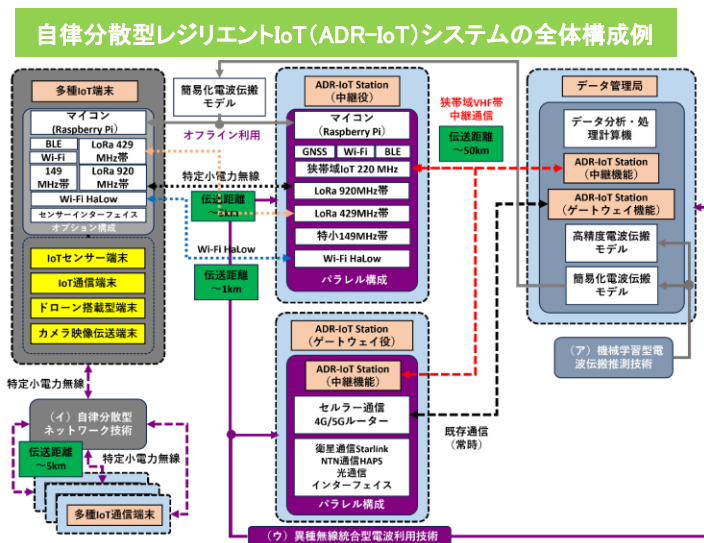 自律分散型レジリエントIoT(ADR-IoT)システムの全体構成例
多種IoT端末
マイコン
(Raspberry Pi)
BLE
Wi-Fi
LoRa 429
MHz帯
149
MHz帯
LoRa 920
MHz帯
Wi-Fi HaLow
センサーインターフェイス
オプション構成
IoTセンサー端末
IoT通信端末
ドローン搭載型端末
カメラ映像伝送端末
特定小電力無線
(イ)自律分散型
ネットワーク技術
伝送距離
~5km
特定小電力無線
多種IoT通信端末
簡易化電波伝搬
モデル
オフライン利用
特定小電力無線
伝送距離
~5km
Wi-Fi HaLow
伝送距離
~1km
ADR-IoT Station
(中継役)
マイコン
(Raspberry Pi)
GNSS
Wi-Fi
BLE
狭帯域IoT 220 MHz
LoRa 920MHz帯
LoRa 429MHz帯
特小149MHz帯
Wi-Fi HaLow
パラレル構成
狭帯域VHF帯
中継通信
伝送距離
~50km
ADR-IoT Station
(ゲートウェイ役)
ADR-IoT Station
(中継機能)
セルラー通信
4G/5Gルーター
衛星通信Starlink
NTN通信HAPS
光通信
インターフェイス
パラレル構成
既存通信
(常時)
データ管理局
データ分析・処
理計算機
ADR-IoT Station
(中継機能)
ADR-IoT Station
(ゲートウェイ機能)
高精度電波伝搬
モデル
簡易化電波伝搬
モデル
(ア)機械学習型電
波伝搬推測技術
(ウ)異種無線統合型電波利用技術